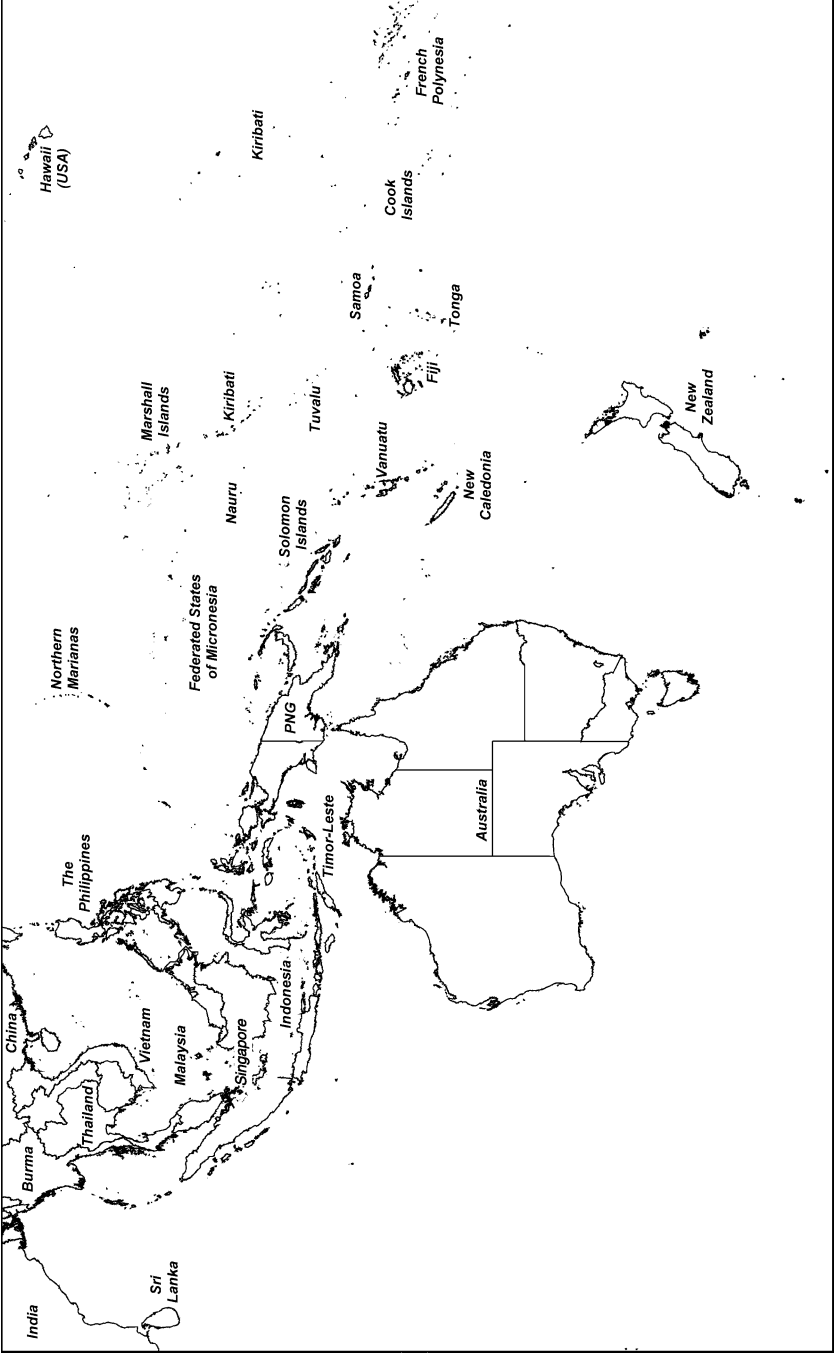 India
Sri
Lanka
Burma
China
Thailand
Vietnam
Malaysia
Singapore
Indonesia
The
Philippines
Timor-Leste
Northern
Marianas
PNG
Australia
Federated States
of Micronesia
Solomon
Islands
Nauru
Marshall
Islands
Kiribati
Tuvalu
Vanuatu
New
Caledonia
Fiji
New
Zealand
Samoa
Tonga
Hawaii
(USA)
Kiribati
Cook
Islands
French
Polynesia